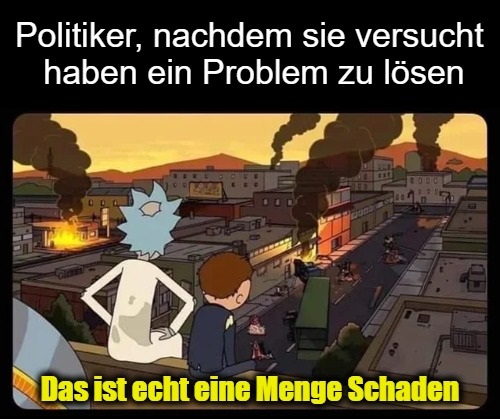 Politiker, nachdem sie versucht
haben ein Problem zu lösen
Das ist echt eine Menge Schaden